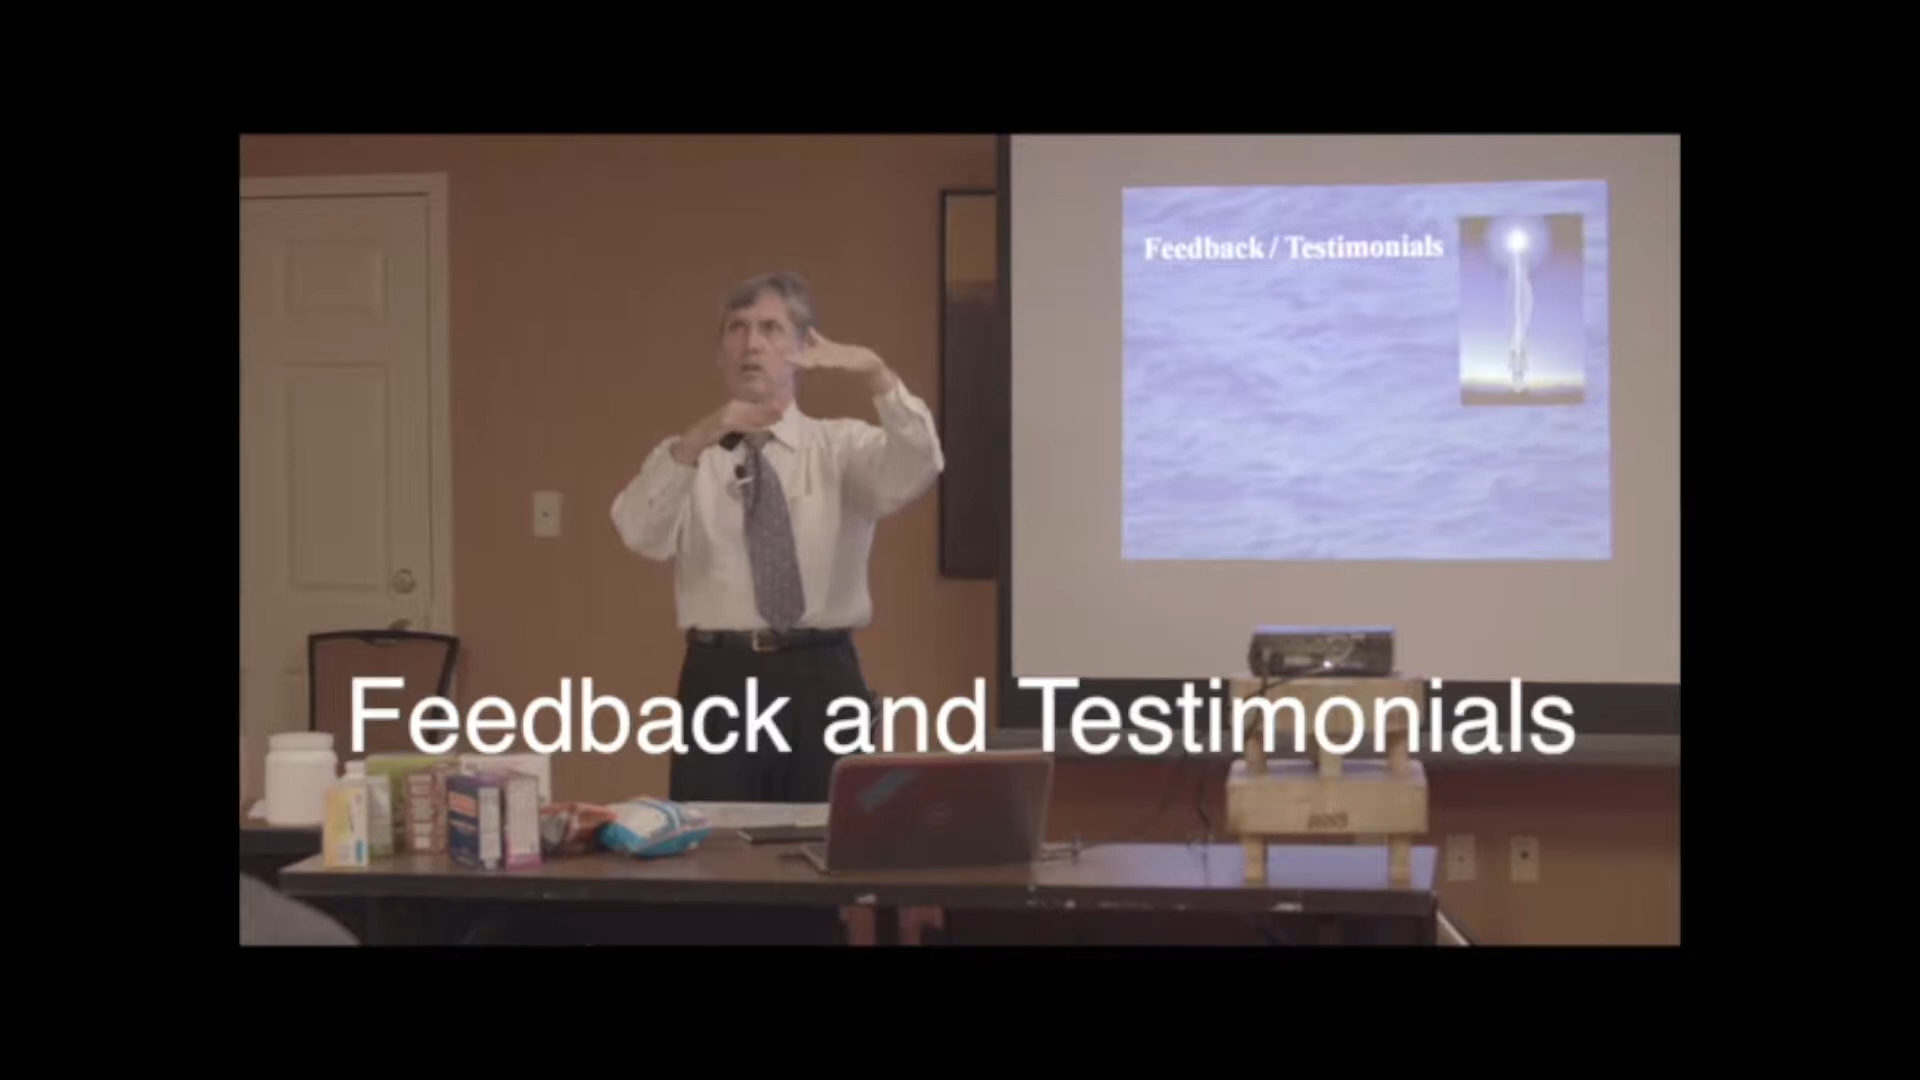 Feedback / Testimonials
Feedback and Testimonials